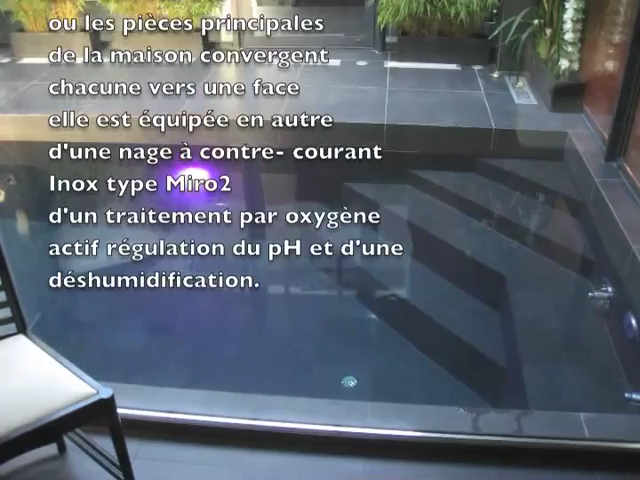 ou les pièces principales
de la maison convergent
chacune vers une face
elle est équipée en autre
d'une nage à contre- courant
Inox type Miro2
d'un traitement par oxygène
actif régulation du pH et d'une
déshumidification.